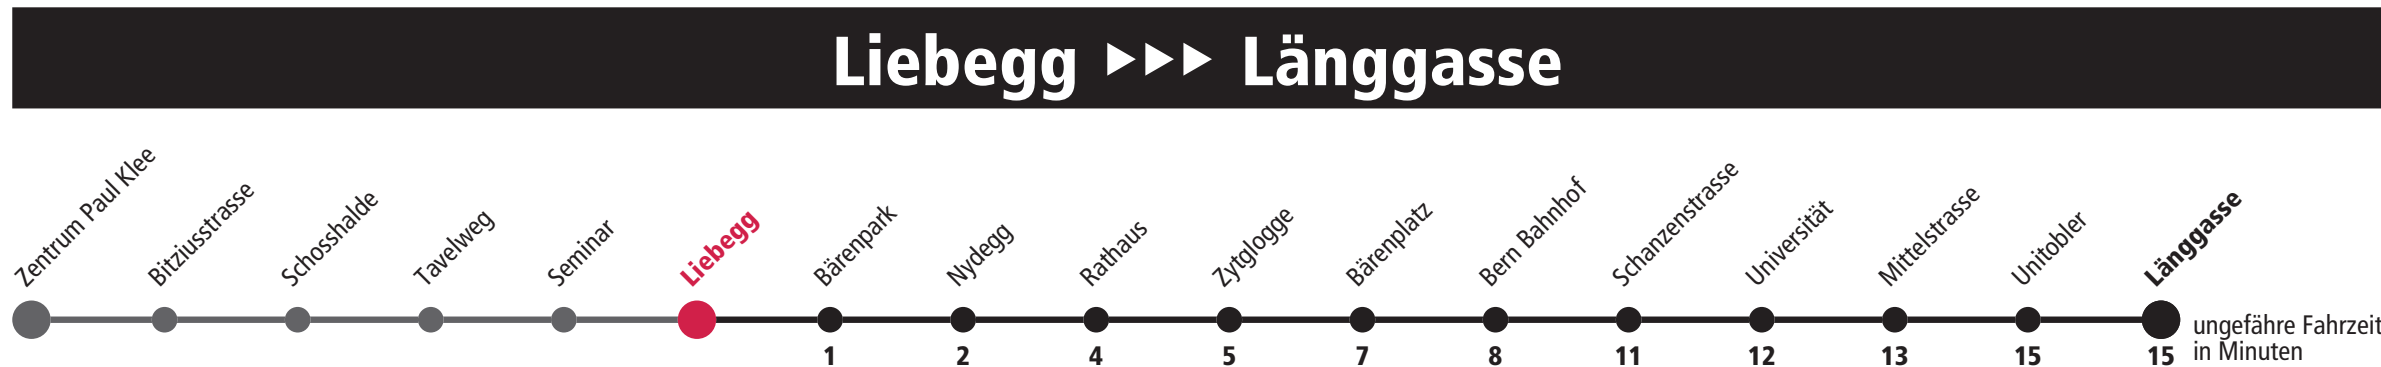 Liebegg ▶▶▶ Länggasse
Zentrum Paul Klee
Bitziusstrasse
Schosshalde
Tavelweg
Seminar
Liebegg
Bärenpark
Nydegg
Rathaus
Zytglogge
Bärenplatz
Bern Bahnhof
Schanzenstrasse
Universität
Mittelstrasse
Unitobler
Länggasse
1 2 4 5 7 8 11 12 13 15 15
ungefähre Fahrzeit
in Minuten